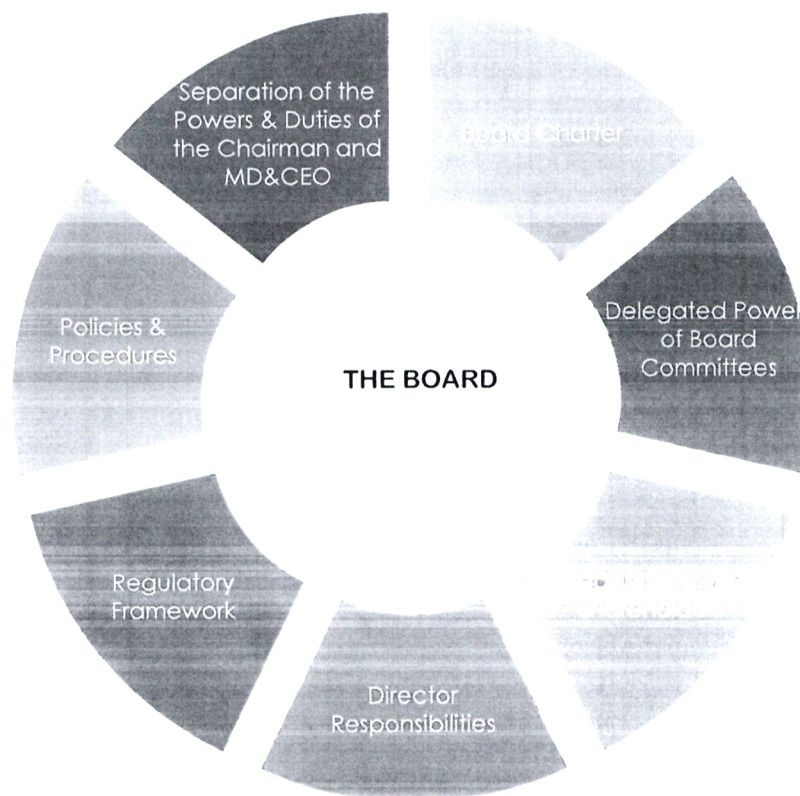 Separation of the
Powers & Duties of
the Chairman and
MD&CEO
Board Charter
Delegated Power
of Board
Committees
Policies &
Procedures
THE BOARD
Regulatory
Framework
Director
Responsibilities